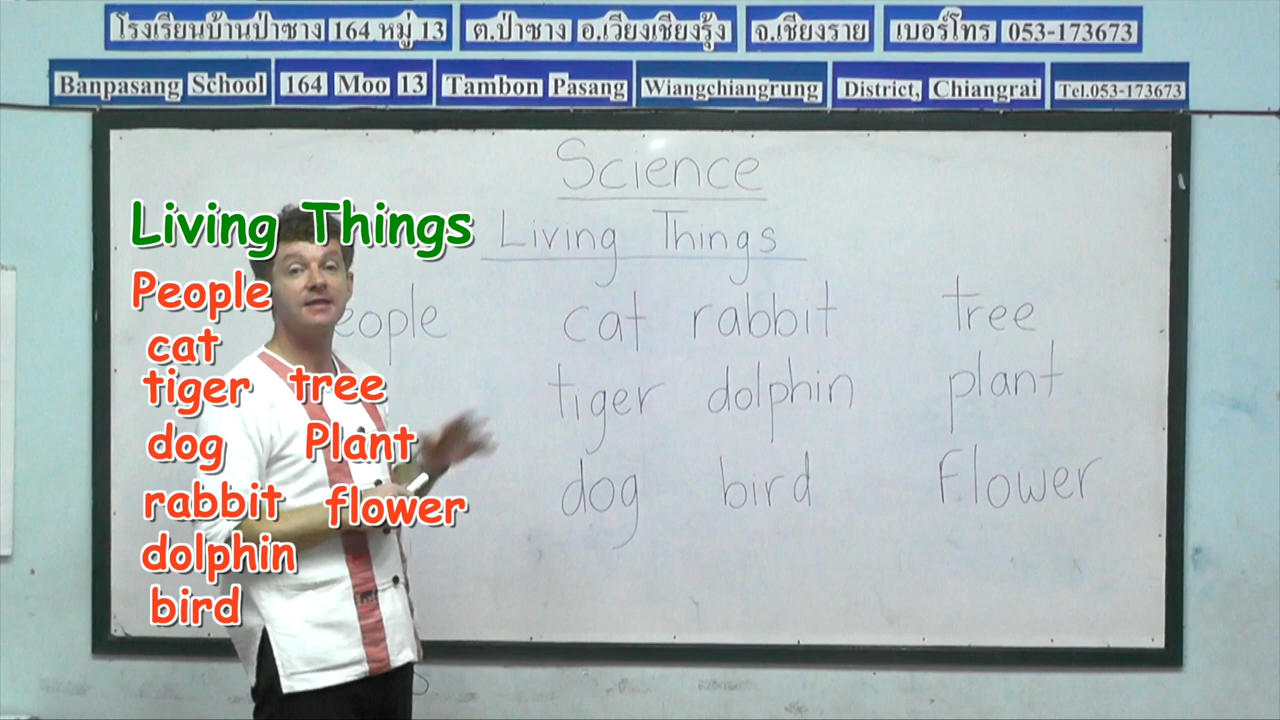 โรงเรียนบ้านป่าซาง 164 หมู่ 13 ต.ป่าซาง อ.เวียงเชียงรุ้ง จ.เชียงราย เบอร์โทร 053-173673
Banpasang School 164 Moo 13 Tambon Pasang Wiangchiangrung District, Chiangrai Tel.053-173673
Science
Living Things
eople cat rabbit tree
tiger dolphin plant
dog bird Flower
Living Things
People
cat
tiger tree
dog Plant
rabbit flower
dolphin
bird